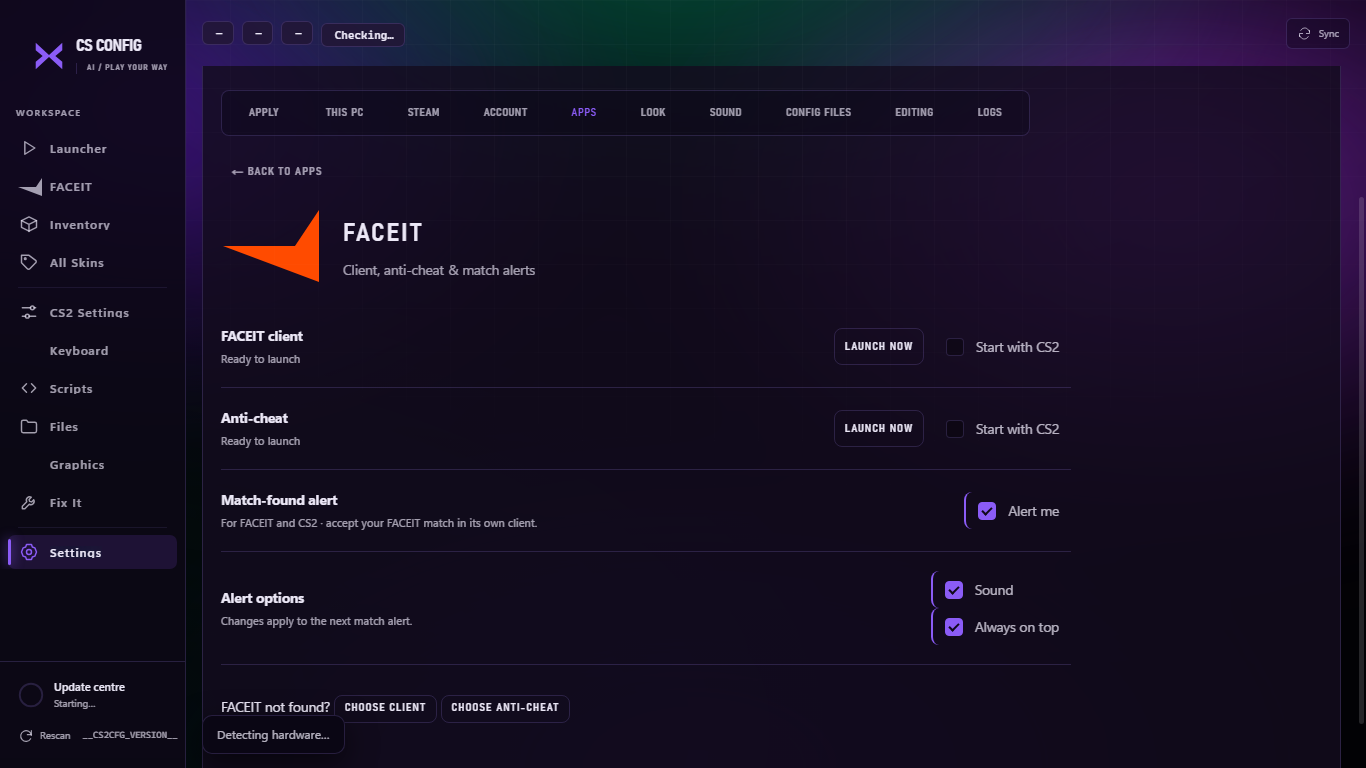 CS CONFIG
AI / PLAY YOUR WAY
WORKSPACE
Launcher
FACEIT
Inventory
All Skins
CS2 Settings
Keyboard
Scripts
Files
Graphics
Fix It
Settings
Update centre
Starting...
Rescan __CS2CFG_VERSION__
– – – Checking…
Sync
APPLY THIS PC STEAM ACCOUNT APPS LOOK SOUND CONFIG FILES EDITING LOGS
← BACK TO APPS
FACEIT
Client, anti-cheat & match alerts
FACEIT client
Ready to launch
LAUNCH NOW Start with CS2
Anti-cheat
Ready to launch
LAUNCH NOW Start with CS2
Match-found alert
For FACEIT and CS2 · accept your FACEIT match in its own client.
Alert me
Alert options
Changes apply to the next match alert.
Sound
Always on top
FACEIT not found? CHOOSE CLIENT CHOOSE ANTI-CHEAT
Detecting hardware...